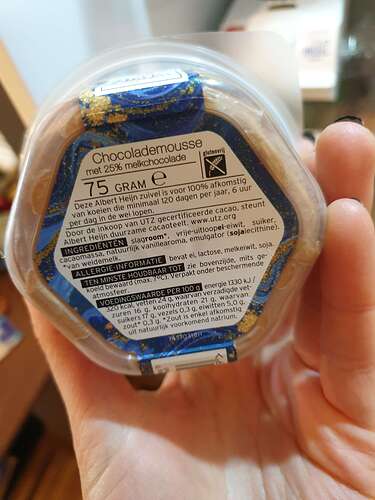 Chocolademousse
met 25% melkchocolade
75 GRAM ℮
glutenvrij
Deze Albert Heijn zuivel is voor 100% afkomstig
van koeien die minimaal 120 dagen per jaar, 6 uur
per dag in de wei lopen.
Door de inkoop van UTZ gecertificeerde cacao, steunt
Albert Heijn duurzame cacaoteelt. www.utz.org
INGREDIËNTEN slagroom*, vrije-uitloopei-eiwit, suiker,
cacaomassa, natuurlijk vanillearoma, emulgator (sojalecithine).
*van weidemelk.
ALLERGIE-INFORMATIE bevat ei, lactose, melkeiwit, soja.
TEN MINSTE HOUDBAAR TOT zie bovenzijde, mits ge-
koeld bewaard (max. 7°C). Verpakt onder beschermende
atmosfeer.
VOEDINGSWAARDE PER 100 g energie 1330 kJ /
320 kcal, vetten 24 g, waarvan verzadigde vet-
zuren 16 g, koolhydraten 21 g, waarvan
suikers 17 g, vezels 0,3 g, eiwitten 5,0 g,
zout* 0,3 g. *Zout is enkel afkomstig
uit natuurlijk voorkomend natrium.